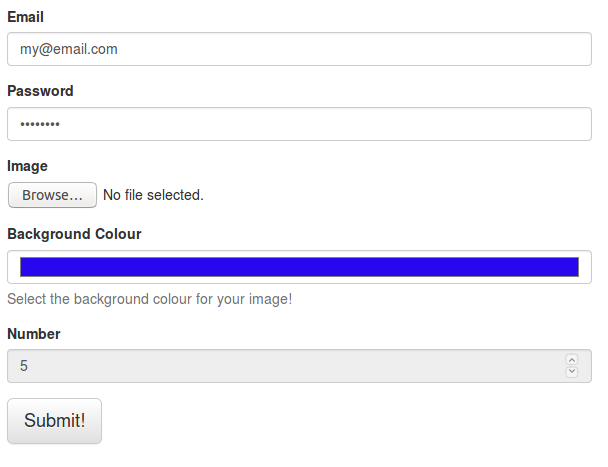 Email
my@email.com
Password
••••••••
Image
Browse... No file selected.
Background Colour
Select the background colour for your image!
Number
5
Submit!